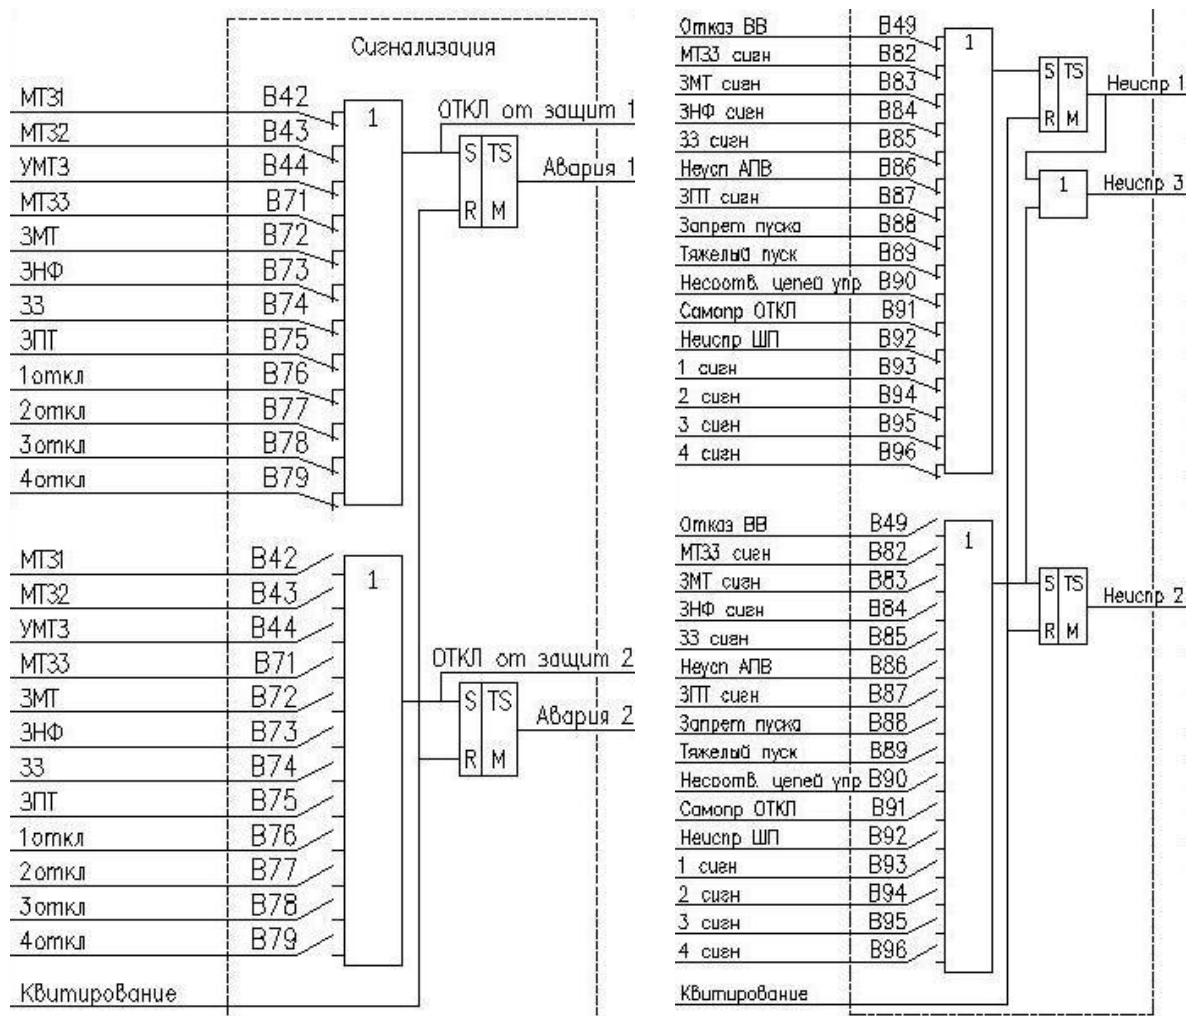 Сигнализация
МТЗ1 В42
МТЗ2 В43
УМТЗ В44
МТЗ3 В71
ЗМТ В72
ЗНФ В73
ЗЗ В74
ЗПТ В75
1откл В76
2откл В77
3откл В78
4откл В79
1
ОТКЛ от защит 1
S TS
R M
Авария 1
МТЗ1 В42
МТЗ2 В43
УМТЗ В44
МТЗ3 В71
ЗМТ В72
ЗНФ В73
ЗЗ В74
ЗПТ В75
1откл В76
2откл В77
3откл В78
4откл В79
1
ОТКЛ от защит 2
S TS
R M
Авария 2
Квитирование
Отказ ВВ В49
МТЗ3 сигн В82
ЗМТ сигн В83
ЗНФ сигн В84
ЗЗ сигн В85
Неусп АПВ В86
ЗПТ сигн В87
Запрет пуска В88
Тяжелый пуск В89
Несоотв. цепей упр В90
Самопр ОТКЛ В91
Неиспр ШП В92
1 сигн В93
2 сигн В94
3 сигн В95
4 сигн В96
1
S TS
R M
Неиспр 1
1
Неиспр 3
Отказ ВВ В49
МТЗ3 сигн В82
ЗМТ сигн В83
ЗНФ сигн В84
ЗЗ сигн В85
Неусп АПВ В86
ЗПТ сигн В87
Запрет пуска В88
Тяжелый пуск В89
Несоотв. цепей упр В90
Самопр ОТКЛ В91
Неиспр ШП В92
1 сигн В93
2 сигн В94
3 сигн В95
4 сигн В96
1
S TS
R M
Неиспр 2
Квитирование